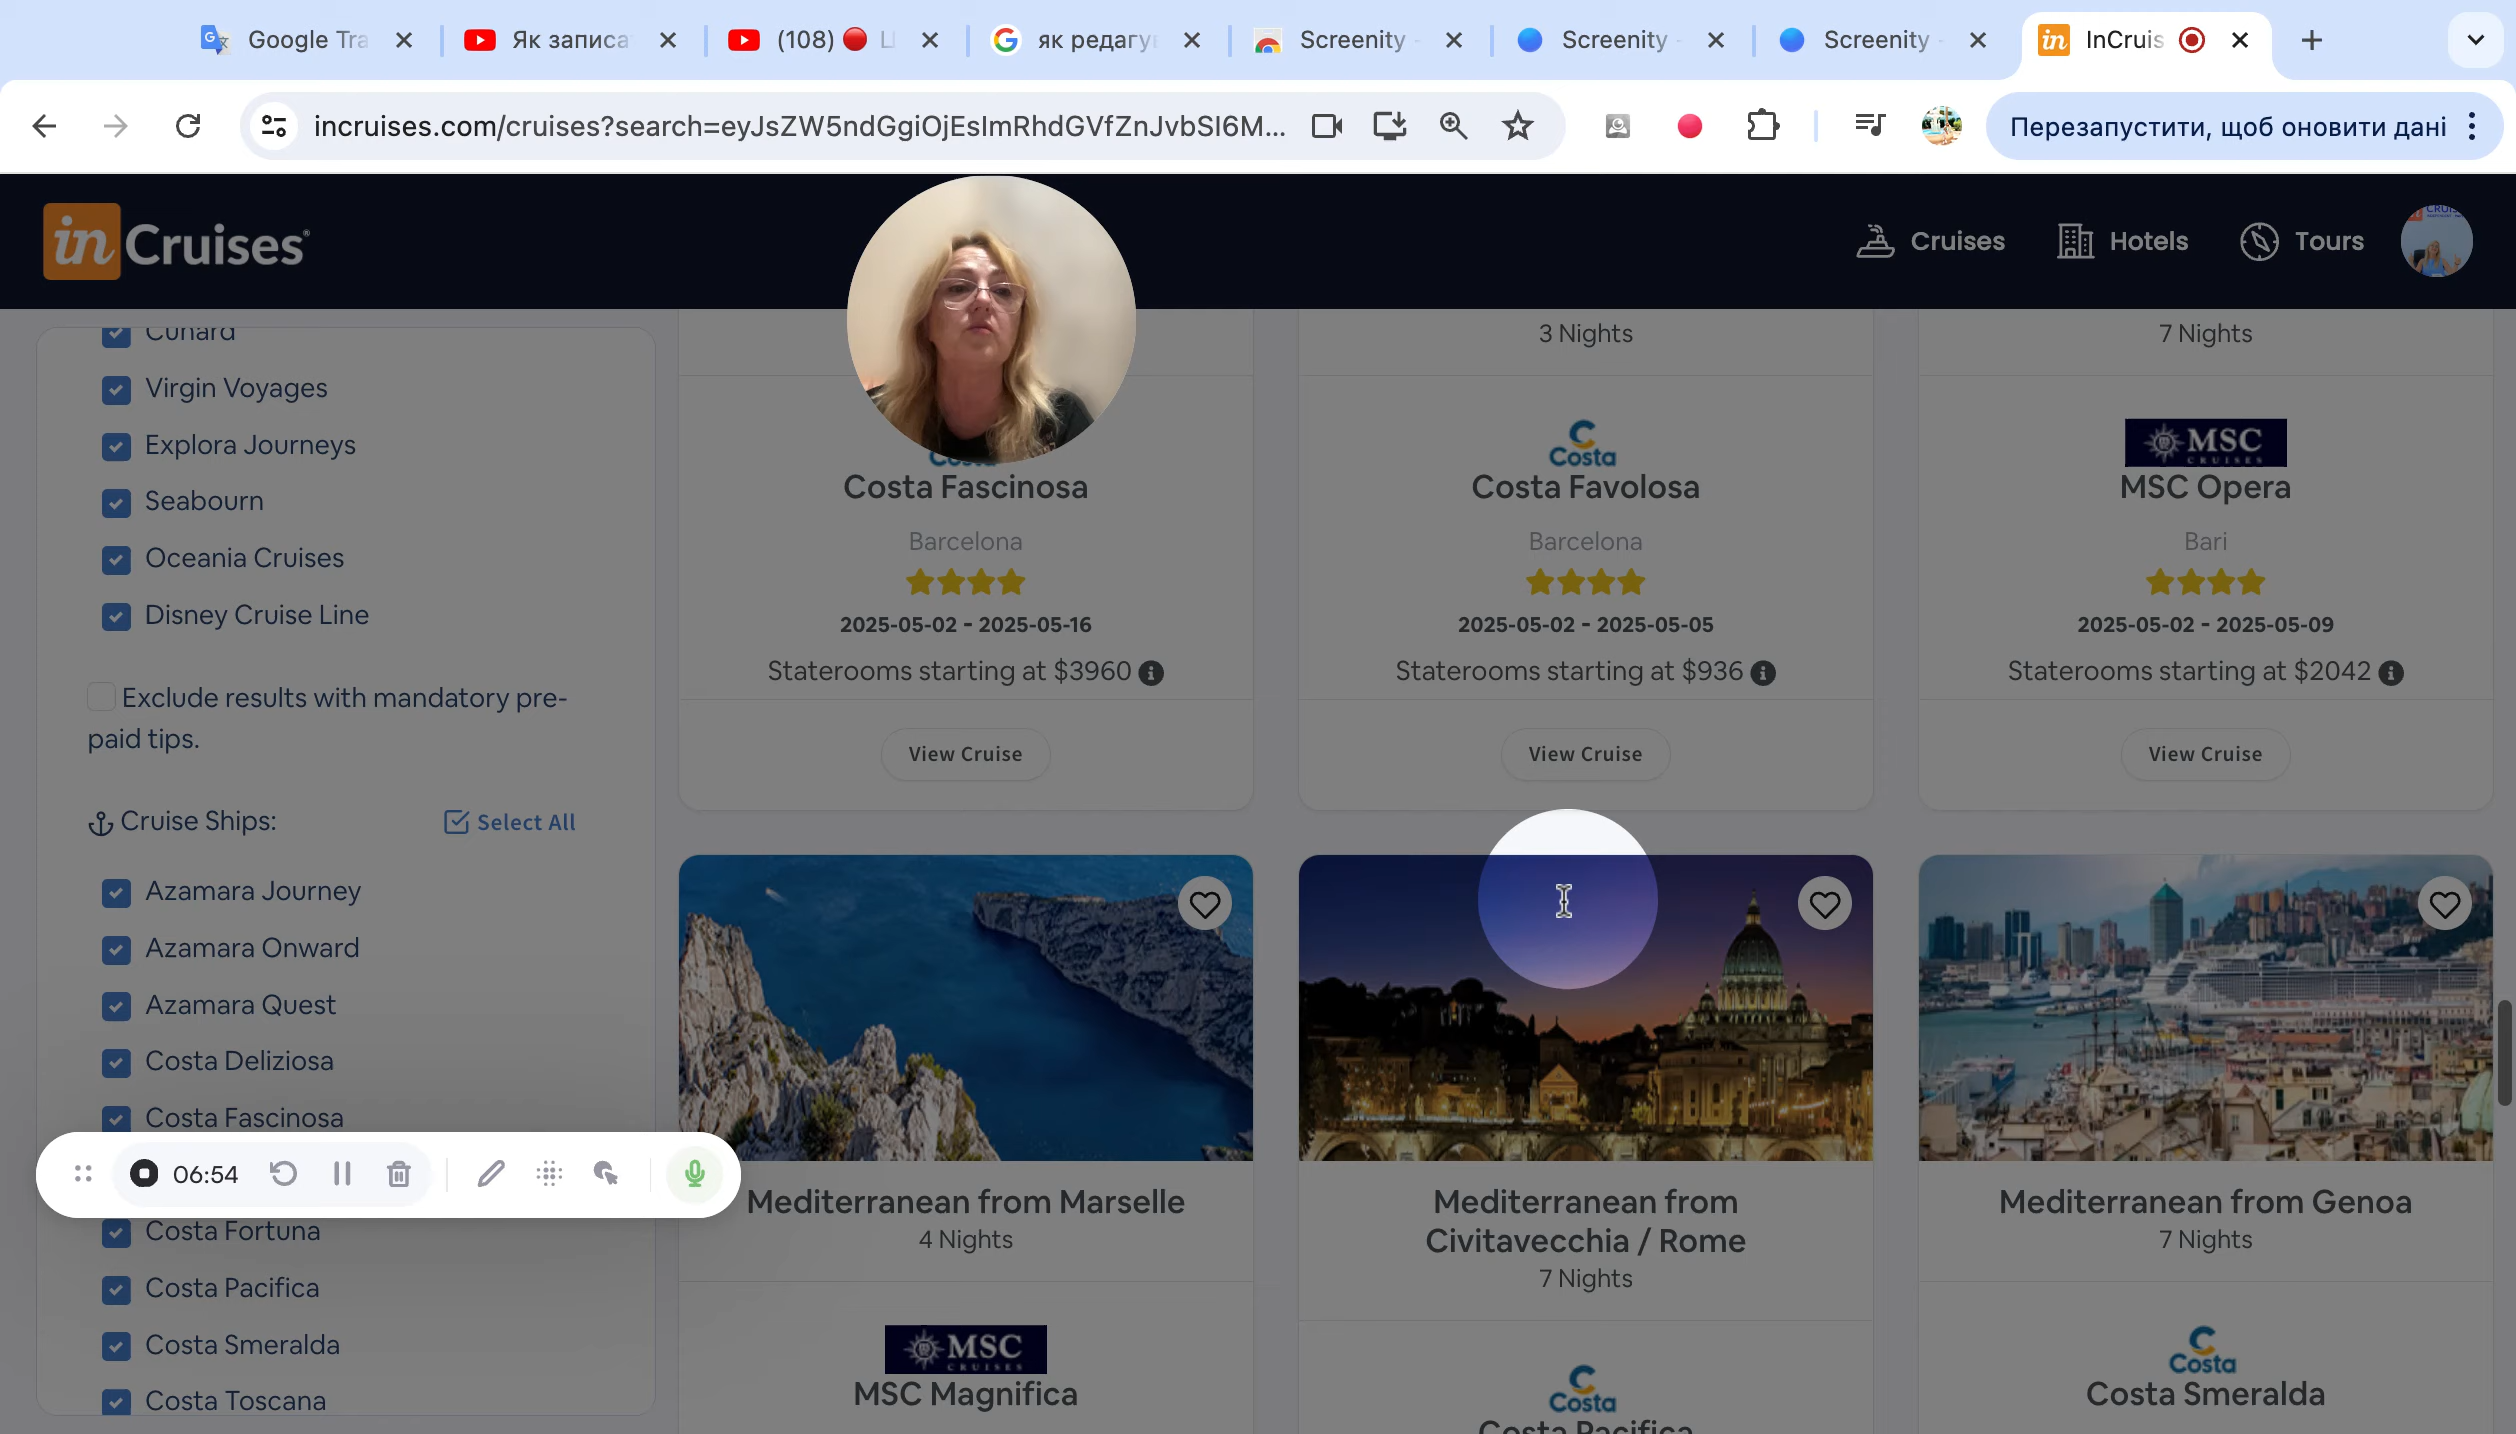 Google Tra
Як записа
(108)
як редагу
Screenity
Screenity
Screenity
InCruis
incruises.com/cruises?search=eyJsZW5ndGgiOjEsImRhdGVfZnJvbSI6M...
Перезапустити, щоб оновити дані
inCruises®
Cruises
Hotels
Tours
Cunard
Virgin Voyages
Explora Journeys
Seabourn
Oceania Cruises
Disney Cruise Line
Exclude results with mandatory pre-
paid tips.
Cruise Ships:
Select All
Azamara Journey
Azamara Onward
Azamara Quest
Costa Deliziosa
Costa Fascinosa
06:54
Costa Fortuna
Costa Pacifica
Costa Smeralda
Costa Toscana
Costa
Costa Fascinosa
Barcelona
2025-05-02 - 2025-05-16
Staterooms starting at $3960
View Cruise
3 Nights
Costa
Costa Favolosa
Barcelona
2025-05-02 - 2025-05-05
Staterooms starting at $936
View Cruise
7 Nights
MSC
CRUISES
MSC Opera
Bari
2025-05-02 - 2025-05-09
Staterooms starting at $2042
View Cruise
Mediterranean from Marselle
4 Nights
MSC
CRUISES
MSC Magnifica
Mediterranean from
Civitavecchia / Rome
7 Nights
Costa
Costa Pacifica
Mediterranean from Genoa
7 Nights
Costa
Costa Smeralda